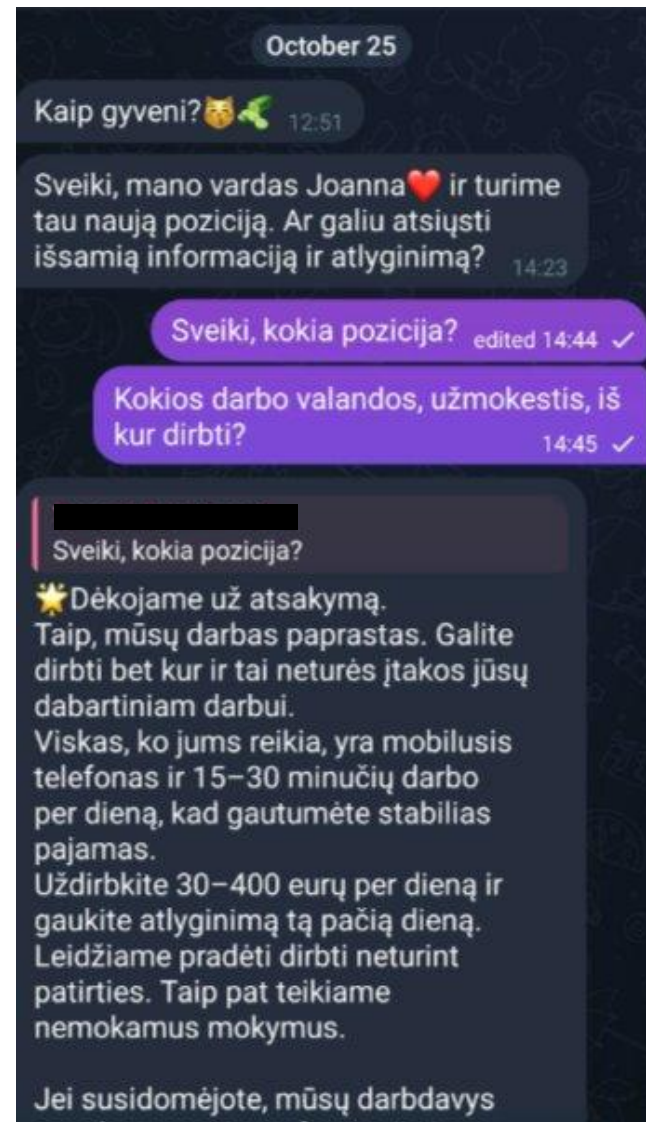 October 25
Kaip gyveni?😽🥦 12:51
Sveiki, mano vardas Joanna❤️ ir turime
tau naują poziciją. Ar galiu atsiųsti
išsamią informaciją ir atlyginimą? 14:23
Sveiki, kokia pozicija? edited 14:44
Kokios darbo valandos, užmokestis, iš
kur dirbti? 14:45
Sveiki, kokia pozicija?
🌟Dėkojame už atsakymą.
Taip, mūsų darbas paprastas. Galite
dirbti bet kur ir tai neturės įtakos jūsų
dabartiniam darbui.
Viskas, ko jums reikia, yra mobilusis
telefonas ir 15–30 minučių darbo
per dieną, kad gautumėte stabilias
pajamas.
Uždirbkite 30–400 eurų per dieną ir
gaukite atlyginimą tą pačią dieną.
Leidžiame pradėti dirbti neturint
patirties. Taip pat teikiame
nemokamus mokymus.
Jei susidomėjote, mūsų darbdavys